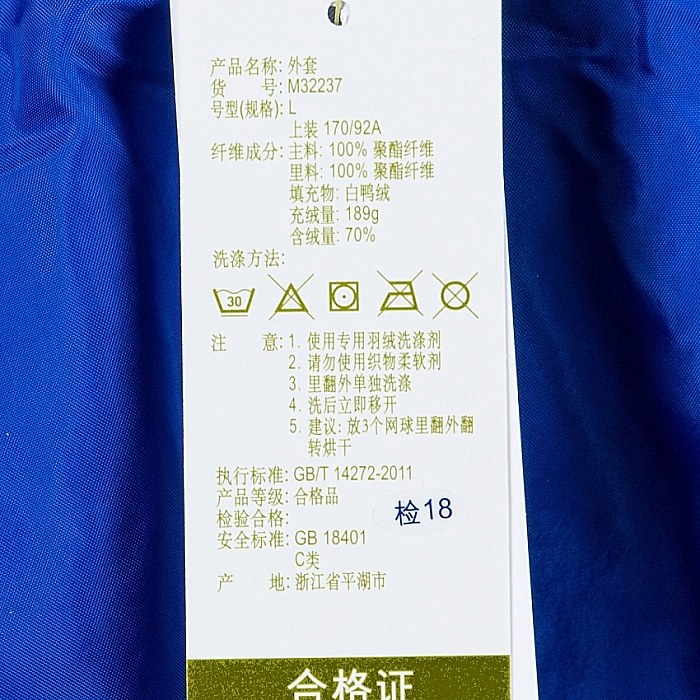 产品名称: 外套
货 号: M32237
号型(规格): L
上装 170/92A
纤维成分: 主料: 100% 聚酯纤维
里料: 100% 聚酯纤维
填充物: 白鸭绒
充绒量: 189g
含绒量: 70%
洗涤方法:
30
注 意: 1. 使用专用羽绒洗涤剂
2. 请勿使用织物柔软剂
3. 里翻外单独洗涤
4. 洗后立即移开
5. 建议: 放3个网球里翻外翻
转烘干
执行标准: GB/T 14272-2011
产品等级: 合格品
检验合格: 检18
安全标准: GB 18401
C类
产 地: 浙江省平湖市
合格证